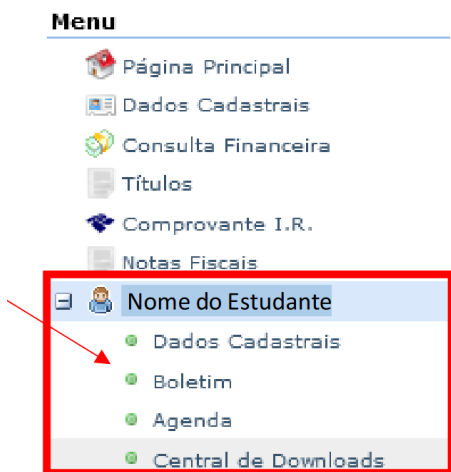 Menu
Página Principal
Dados Cadastrais
Consulta Financeira
Títulos
Comprovante I.R.
Notas Fiscais
Nome do Estudante
Dados Cadastrais
Boletim
Agenda
Central de Downloads